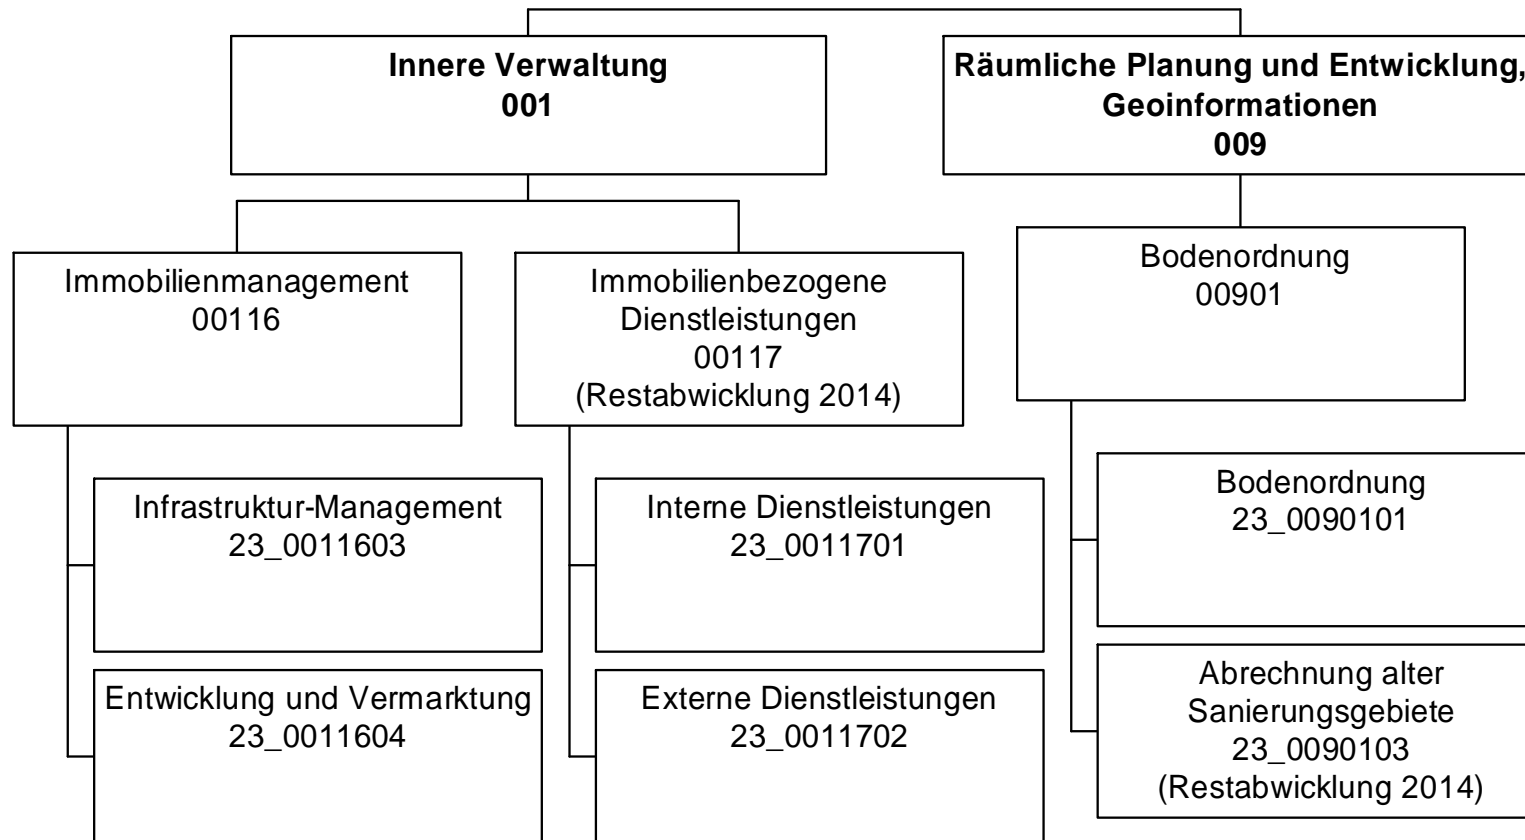 Innere Verwaltung
001
Räumliche Planung und Entwicklung,
Geoinformationen
009
Immobilienmanagement
00116
Immobilienbezogene
Dienstleistungen
00117
(Restabwicklung 2014)
Bodenordnung
00901
Infrastruktur-Management
23_0011603
Interne Dienstleistungen
23_0011701
Bodenordnung
23_0090101
Entwicklung und Vermarktung
23_0011604
Externe Dienstleistungen
23_0011702
Abrechnung alter
Sanierungsgebiete
23_0090103
(Restabwicklung 2014)